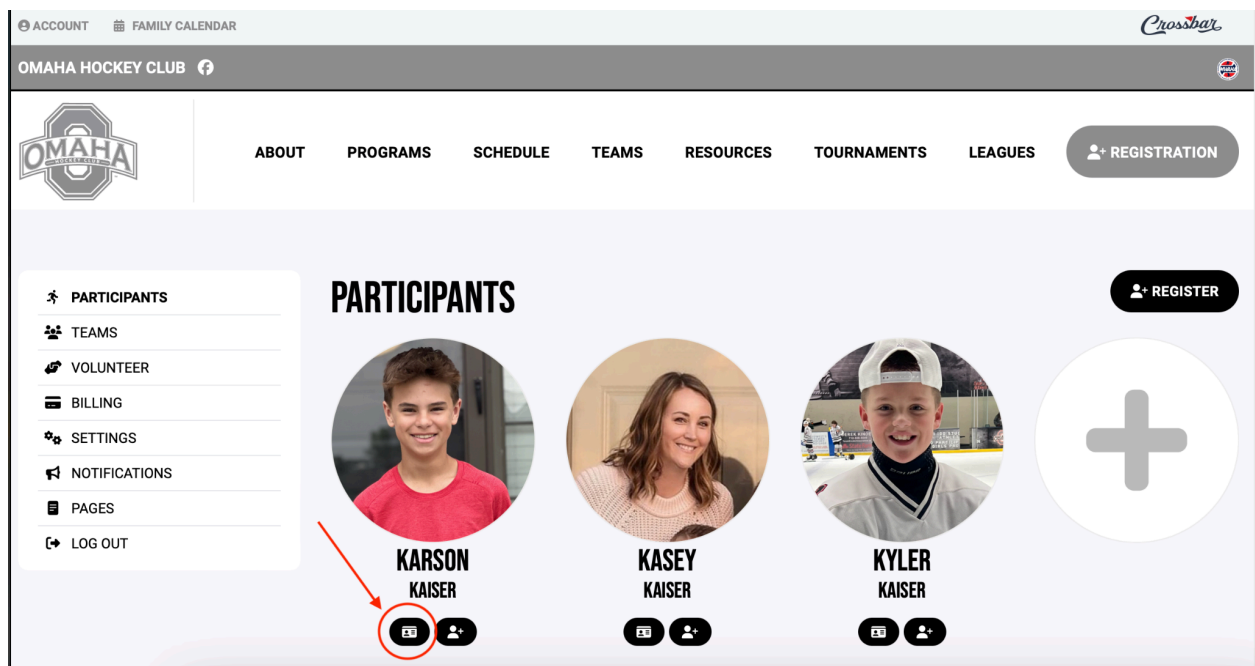 ACCOUNT FAMILY CALENDAR Crossbar
OMAHA HOCKEY CLUB
OMAHA
HOCKEY CLUB
ABOUT PROGRAMS SCHEDULE TEAMS RESOURCES TOURNAMENTS LEAGUES REGISTRATION
PARTICIPANTS
TEAMS
VOLUNTEER
BILLING
SETTINGS
NOTIFICATIONS
PAGES
LOG OUT
PARTICIPANTS
REGISTER
KARSON
KAISER
KASEY
KAISER
KYLER
KAISER